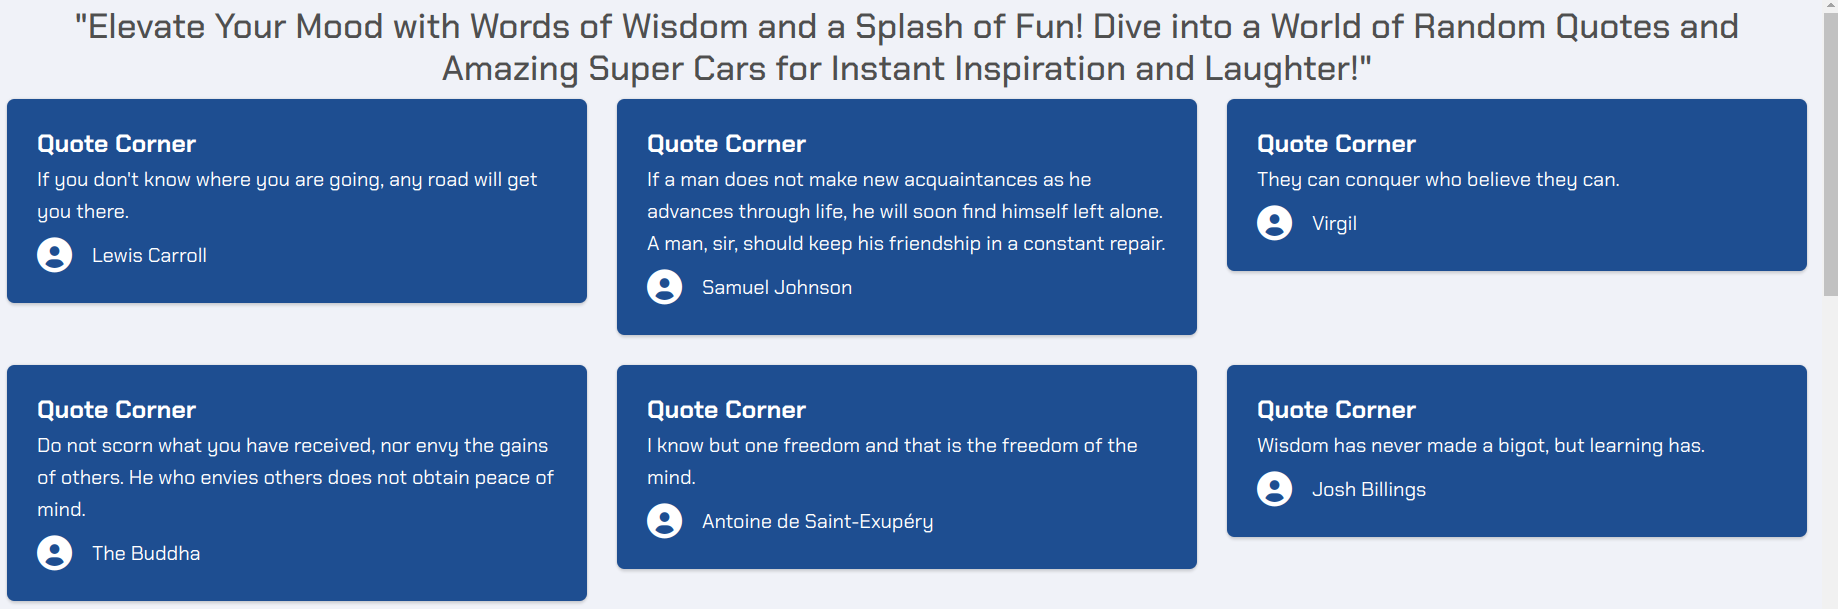 "Elevate Your Mood with Words of Wisdom and a Splash of Fun! Dive into a World of Random Quotes and
Amazing Super Cars for Instant Inspiration and Laughter!"
Quote Corner
If you don't know where you are going, any road will get
you there.
Lewis Carroll
Quote Corner
If a man does not make new acquaintances as he
advances through life, he will soon find himself left alone.
A man, sir, should keep his friendship in a constant repair.
Samuel Johnson
Quote Corner
They can conquer who believe they can.
Virgil
Quote Corner
Do not scorn what you have received, nor envy the gains
of others. He who envies others does not obtain peace of
mind.
The Buddha
Quote Corner
I know but one freedom and that is the freedom of the
mind.
Antoine de Saint-Exupéry
Quote Corner
Wisdom has never made a bigot, but learning has.
Josh Billings